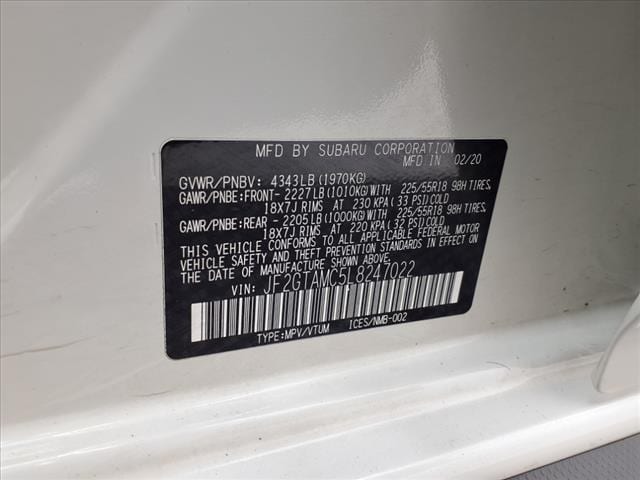 MFD BY SUBARU CORPORATION
MFD IN 02/20
GVWR/PNBV: 4343LB(1970KG)
GAWR/PNBE:FRONT- 2227LB(1010KG)WITH 225/55R18 98H TIRES,
18X7J RIMS AT 230 KPA(33 PSI)COLD
GAWR/PNBE:REAR - 2205LB(1000KG)WITH 225/55R18 98H TIRES,
18X7J RIMS AT 220 KPA(32 PSI)COLD
THIS VEHICLE CONFORMS TO ALL APPLICABLE FEDERAL MOTOR
VEHICLE SAFETY AND THEFT PREVENTION STANDARDS IN EFFECT ON
THE DATE OF MANUFACTURE SHOWN ABOVE.
VIN: JF2GTAMC5L8247022
TYPE:MPV/VTUM ICES/NMB-002